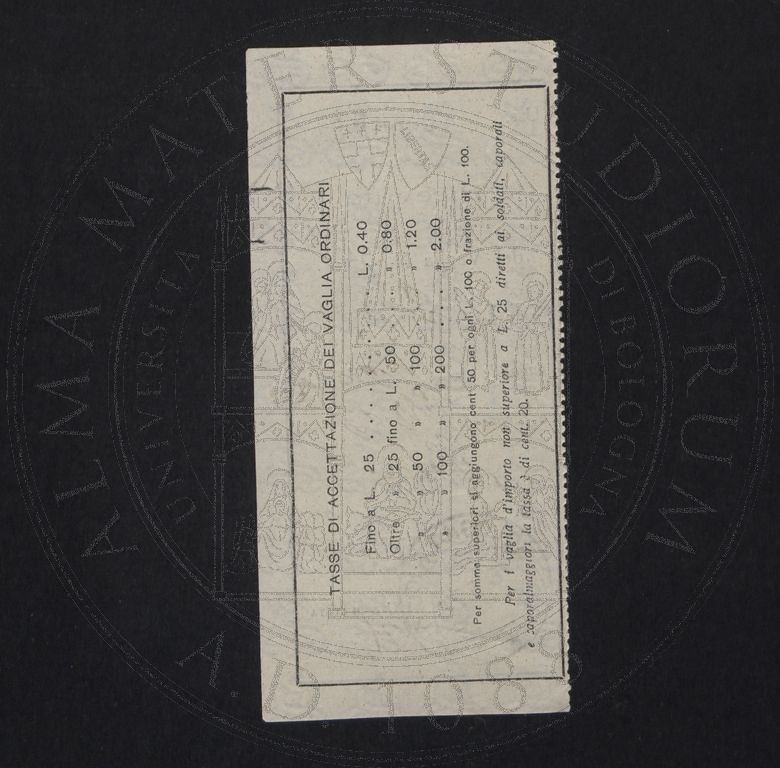 TASSE DI ACCETTAZIONE DEI VAGLIA ORDINARI
Fino a L. 25 . . . . . . . . . . L. 0.40
Oltre » 25 fino a L. 50 . . . . » 0.80
» » 50 » » 100 . . . . » 1.20
» » 100 » » 200 . . . . » 2.00
Per somme superiori si aggiungono cent. 50 per ogni L. 100 o frazione di L. 100.
Per i vaglia d'importo non superiore a L. 25 diretti ai soldati, caporali
e caporalmaggiori la tassa è di cent. 20.
ALMA MATER STUDIORUM
UNIVERSITA DI BOLOGNA
A.D. 1088